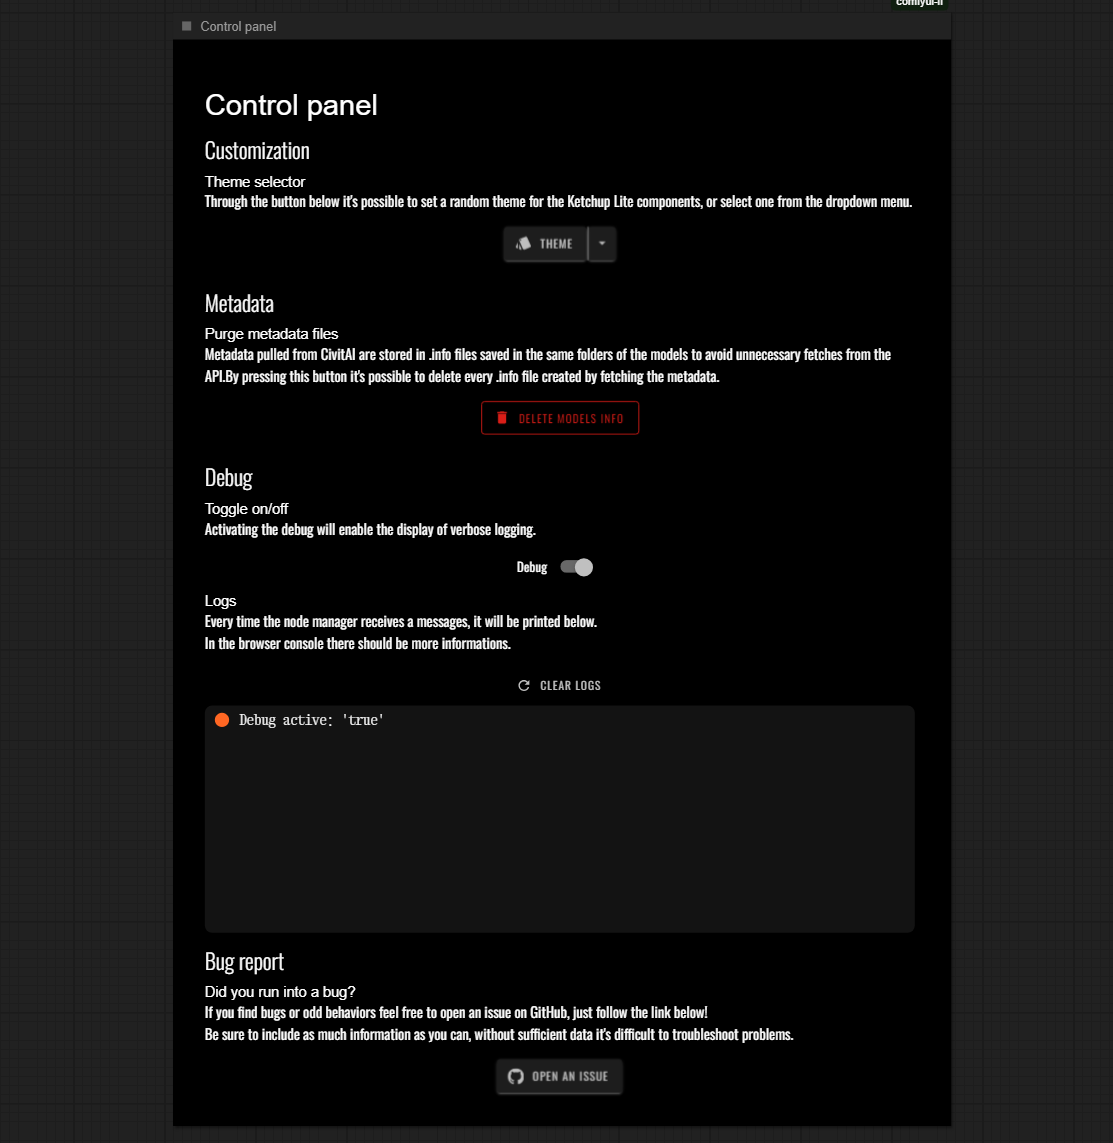 comfyui-lf
Control panel
Control panel
Customization
Theme selector
Through the button below it's possible to set a random theme for the Ketchup Lite components, or select one from the dropdown menu.
THEME
Metadata
Purge metadata files
Metadata pulled from CivitAI are stored in .info files saved in the same folders of the models to avoid unnecessary fetches from the
API.By pressing this button it's possible to delete every .info file created by fetching the metadata.
DELETE MODELS INFO
Debug
Toggle on/off
Activating the debug will enable the display of verbose logging.
Debug
Logs
Every time the node manager receives a messages, it will be printed below.
In the browser console there should be more informations.
CLEAR LOGS
Debug active: 'true'
Bug report
Did you run into a bug?
If you find bugs or odd behaviors feel free to open an issue on GitHub, just follow the link below!
Be sure to include as much information as you can, without sufficient data it's difficult to troubleshoot problems.
OPEN AN ISSUE